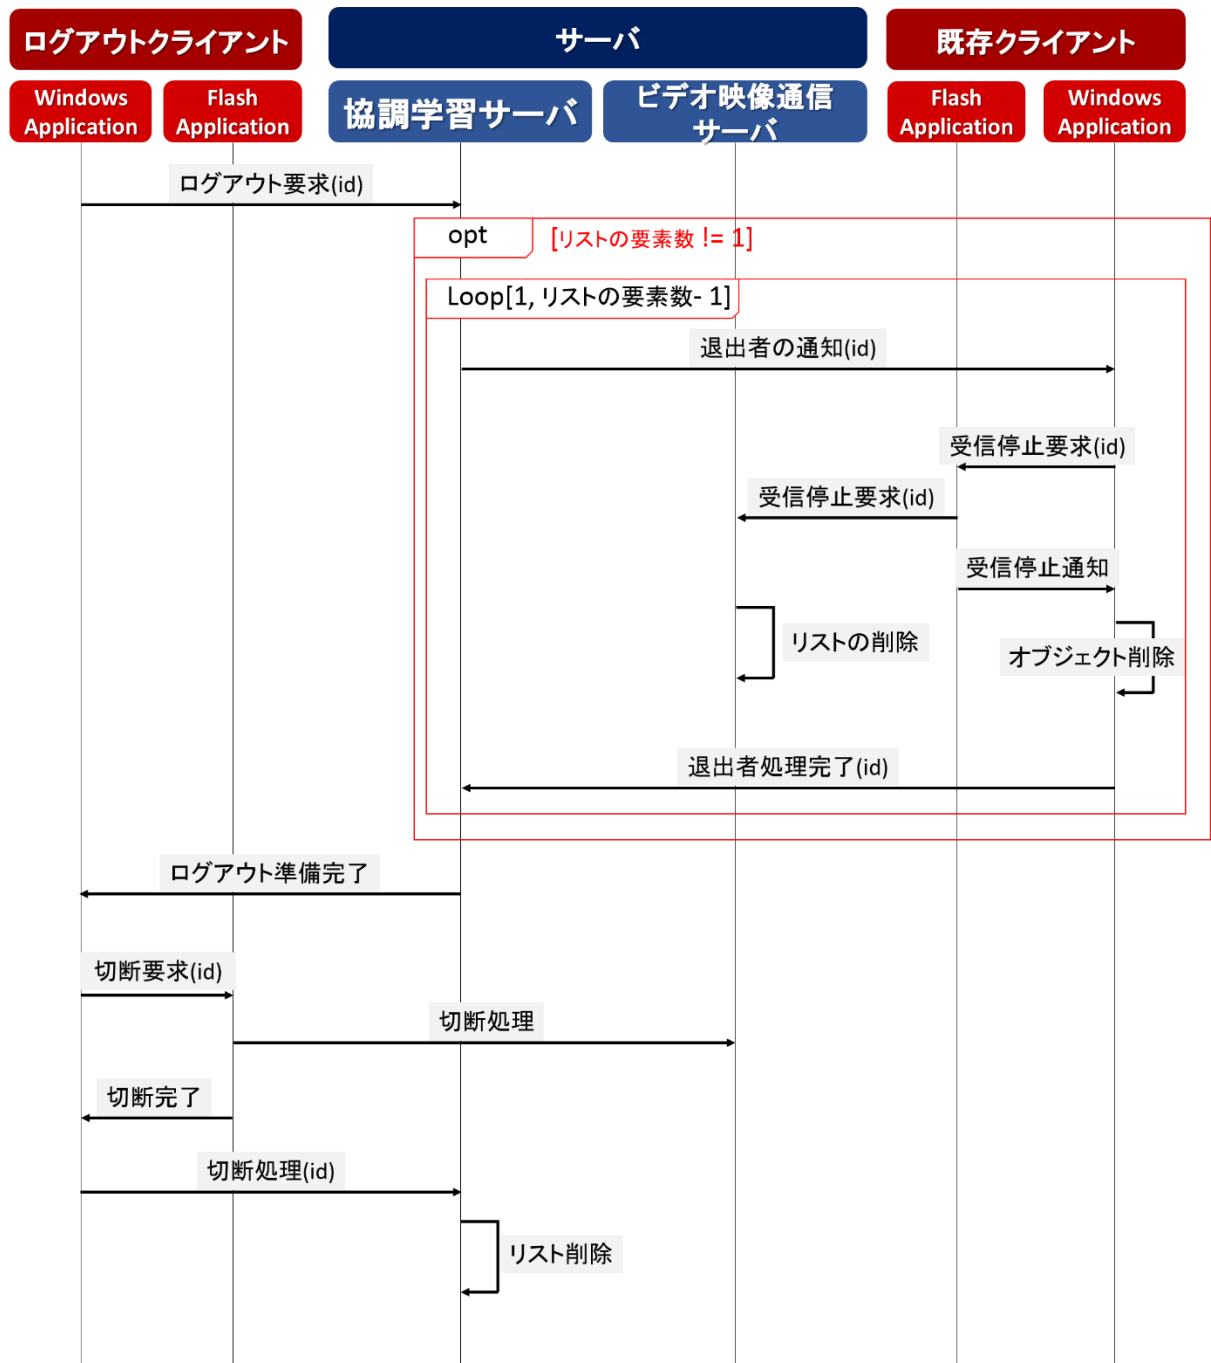 ログアウトクライアント
サーバ
既存クライアント
Windows
Application
Flash
Application
協調学習サーバ
ビデオ映像通信
サーバ
Flash
Application
Windows
Application
ログアウト要求(id)
opt
[リストの要素数 != 1]
Loop[1, リストの要素数- 1]
退出者の通知(id)
受信停止要求(id)
受信停止要求(id)
受信停止通知
リストの削除
オブジェクト削除
退出者処理完了(id)
ログアウト準備完了
切断要求(id)
切断処理
切断完了
切断処理(id)
リスト削除